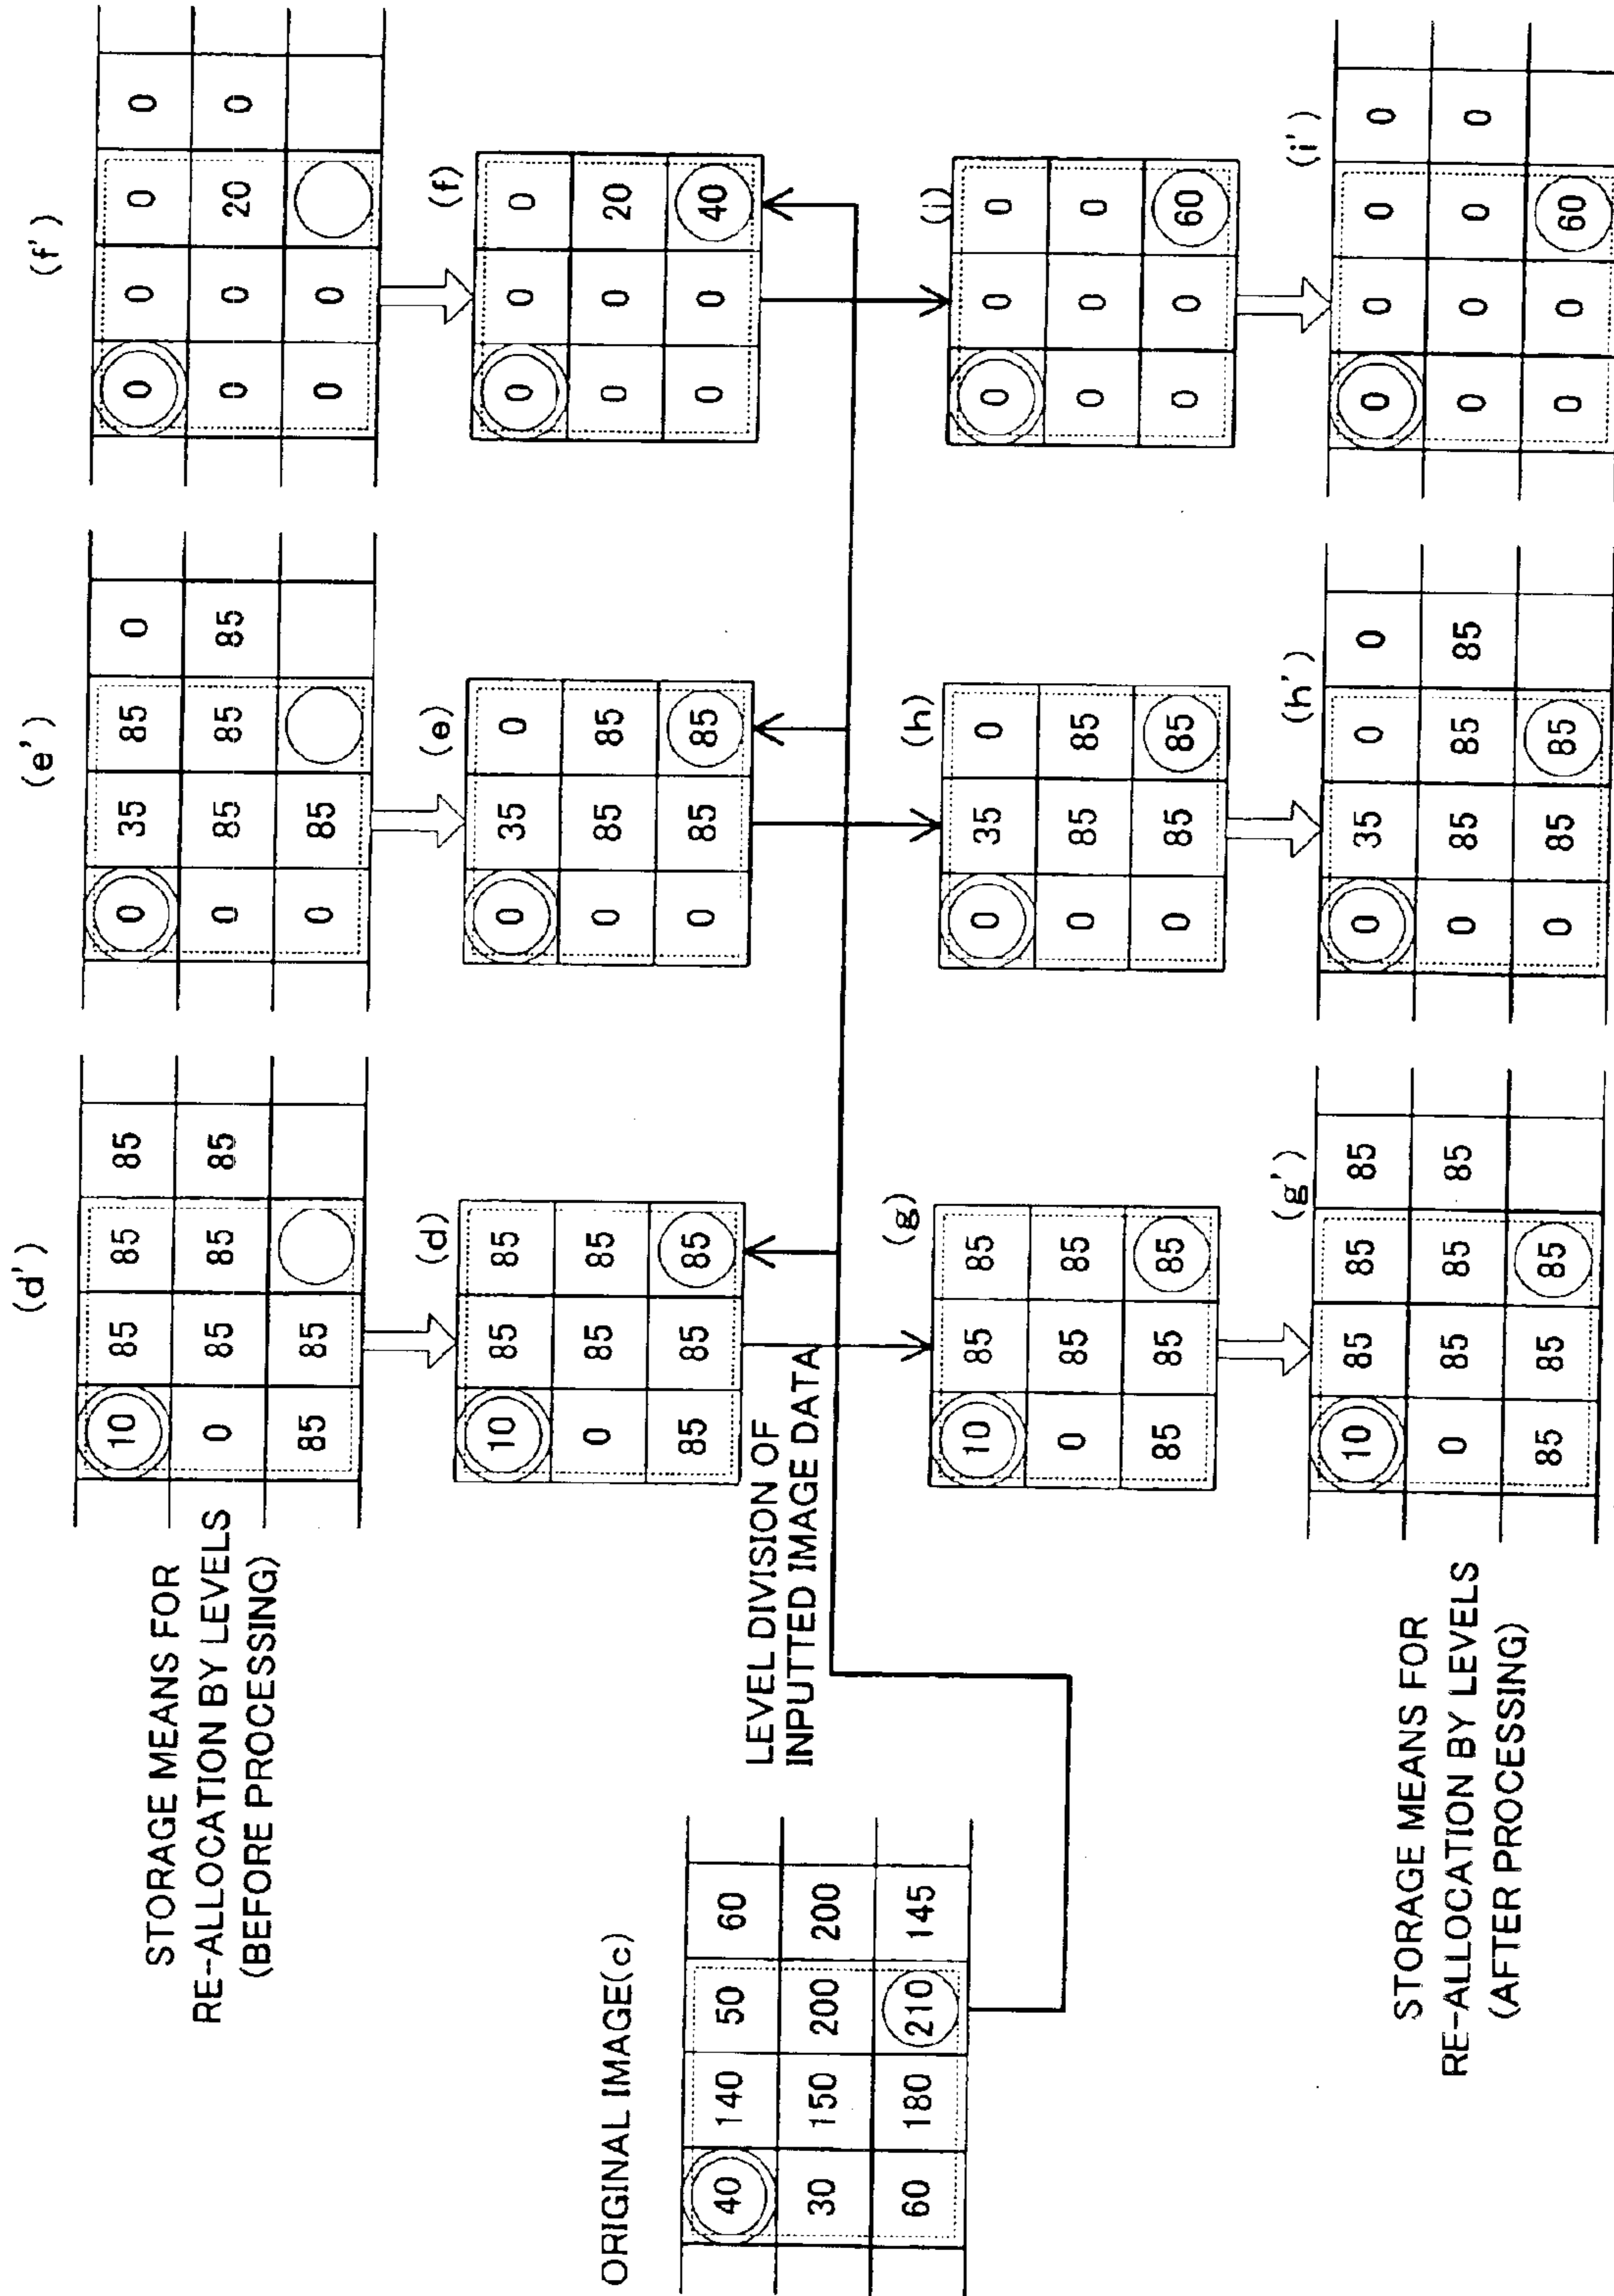 STORAGE MEANS FOR
RE-ALLOCATION BY LEVELS
(BEFORE PROCESSING)
(d')
10 85 85 85
0 85 85 85
85 85
(e')
0 35 85 0
0 85 85 85
0 85
(f')
0 0 0 0
0 0 20 0
0 0
(d)
10 85 85
0 85 85
85 85 85
(e)
0 35 0
0 85 85
0 85 85
(f)
0 0 0
0 0 20
0 0 40
ORIGINAL IMAGE(c)
40 140 50 60
30 150 200 200
60 180 210 145
LEVEL DIVISION OF
INPUTTED IMAGE DATA
(g)
10 85 85
0 85 85
85 85 85
(h)
0 35 0
0 85 85
0 85 85
(i)
0 0 0
0 0 0
0 0 60
STORAGE MEANS FOR
RE-ALLOCATION BY LEVELS
(AFTER PROCESSING)
(g')
10 85 85 85
0 85 85 85
85 85 85
(h')
0 35 0 0
0 85 85 85
0 85 85
(i')
0 0 0 0
0 0 0 0
0 0 60